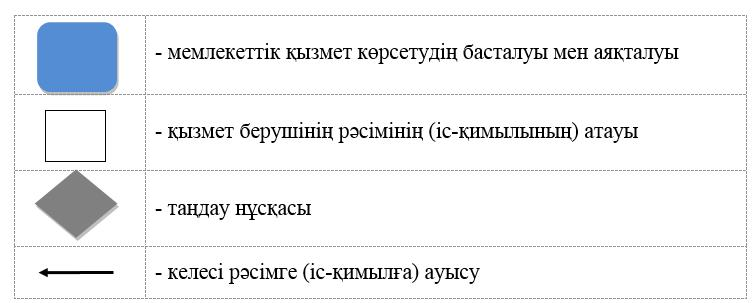 - мемлекеттік қызмет көрсетудің басталуы мен аяқталуы
- қызмет берушінің рәсімінің (іс-қимылының) атауы
- таңдау нұсқасы
- келесі рәсімге (іс-қимылға) ауысу